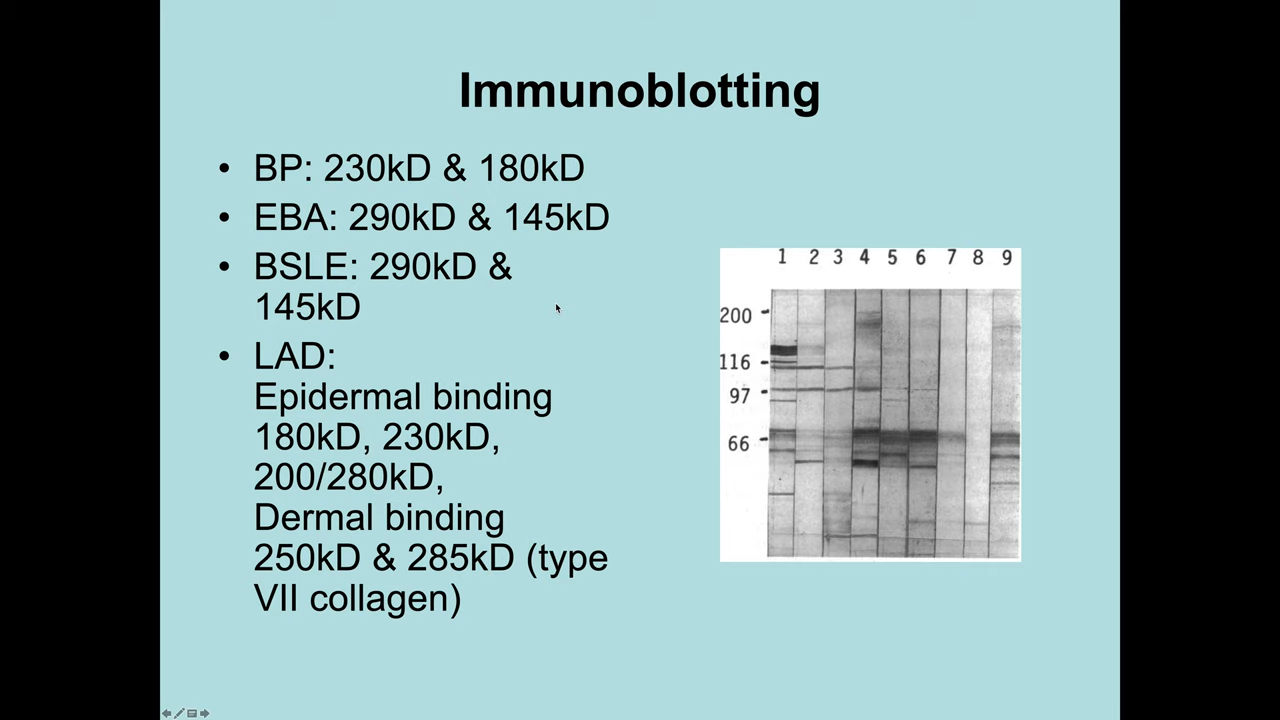 Immunoblotting
• BP: 230kD & 180kD
• EBA: 290kD & 145kD
• BSLE: 290kD &
145kD
• LAD:
Epidermal binding
180kD, 230kD,
200/280kD,
Dermal binding
250kD & 285kD (type
VII collagen)
1 2 3 4 5 6 7 8 9
200
116
97
66